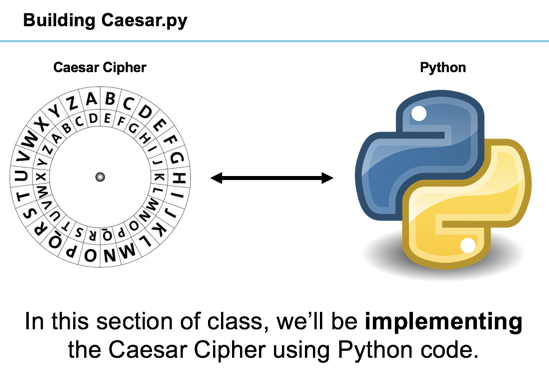 Building Caesar.py
Caesar Cipher
Python
A B C D E F G H I J K L M N O P Q R S T U V W X Y Z
D E F G H I J K L M N O P Q R S T U V W X Y Z A B C
In this section of class, we’ll be implementing
the Caesar Cipher using Python code.